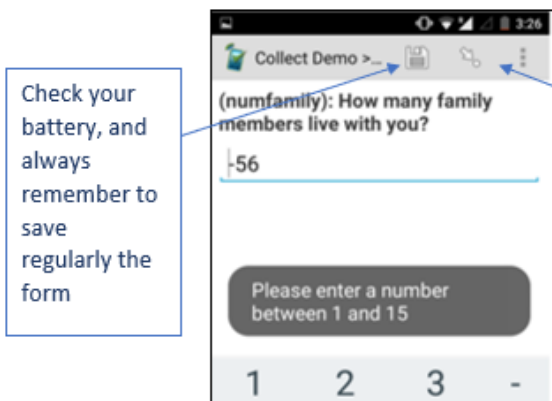 3:26
Collect Demo >...
Check your
battery, and
always
remember to
save
regularly the
form
(numfamily): How many family
members live with you?
-56
Please enter a number
between 1 and 15
1 2 3 -